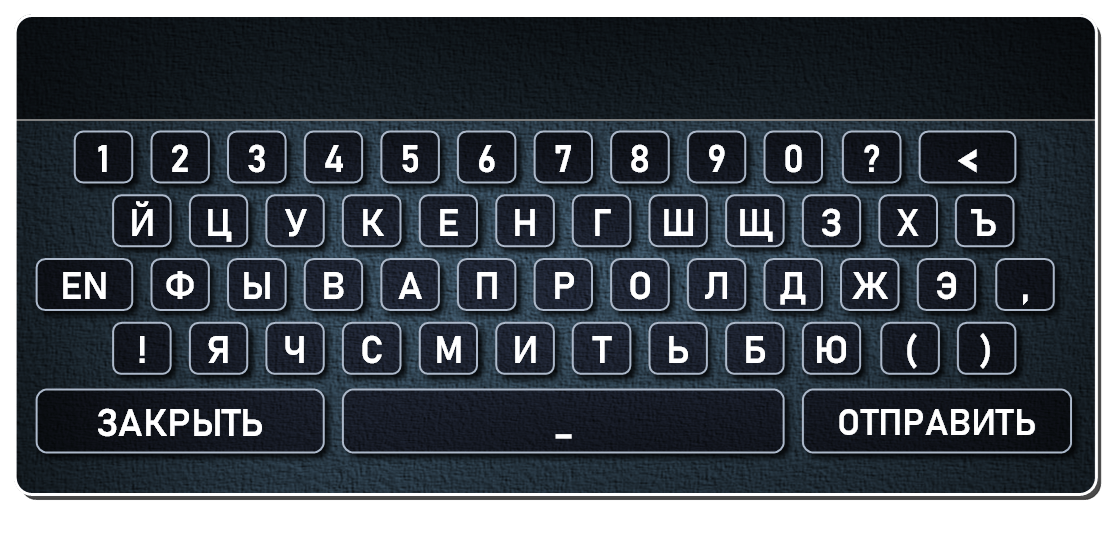 1 2 3 4 5 6 7 8 9 0 ? <
Й Ц У К Е Н Г Ш Щ З Х Ъ
EN Ф Ы В А П Р О Л Д Ж Э ,
! Я Ч С М И Т Ь Б Ю ( )
ЗАКРЫТЬ _ ОТПРАВИТЬ